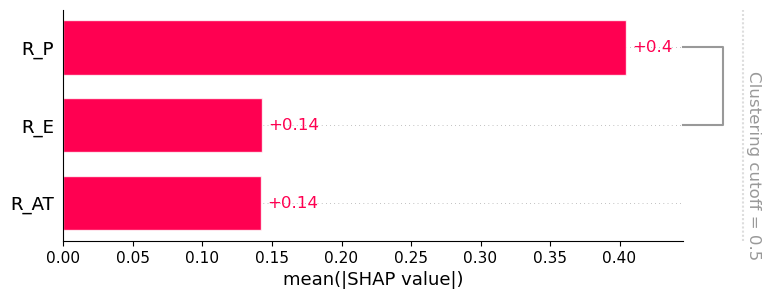 R_P
+0.4
R_E
+0.14
R_AT
+0.14
0.00 0.05 0.10 0.15 0.20 0.25 0.30 0.35 0.40
mean(|SHAP value|)
Clustering cutoff = 0.5